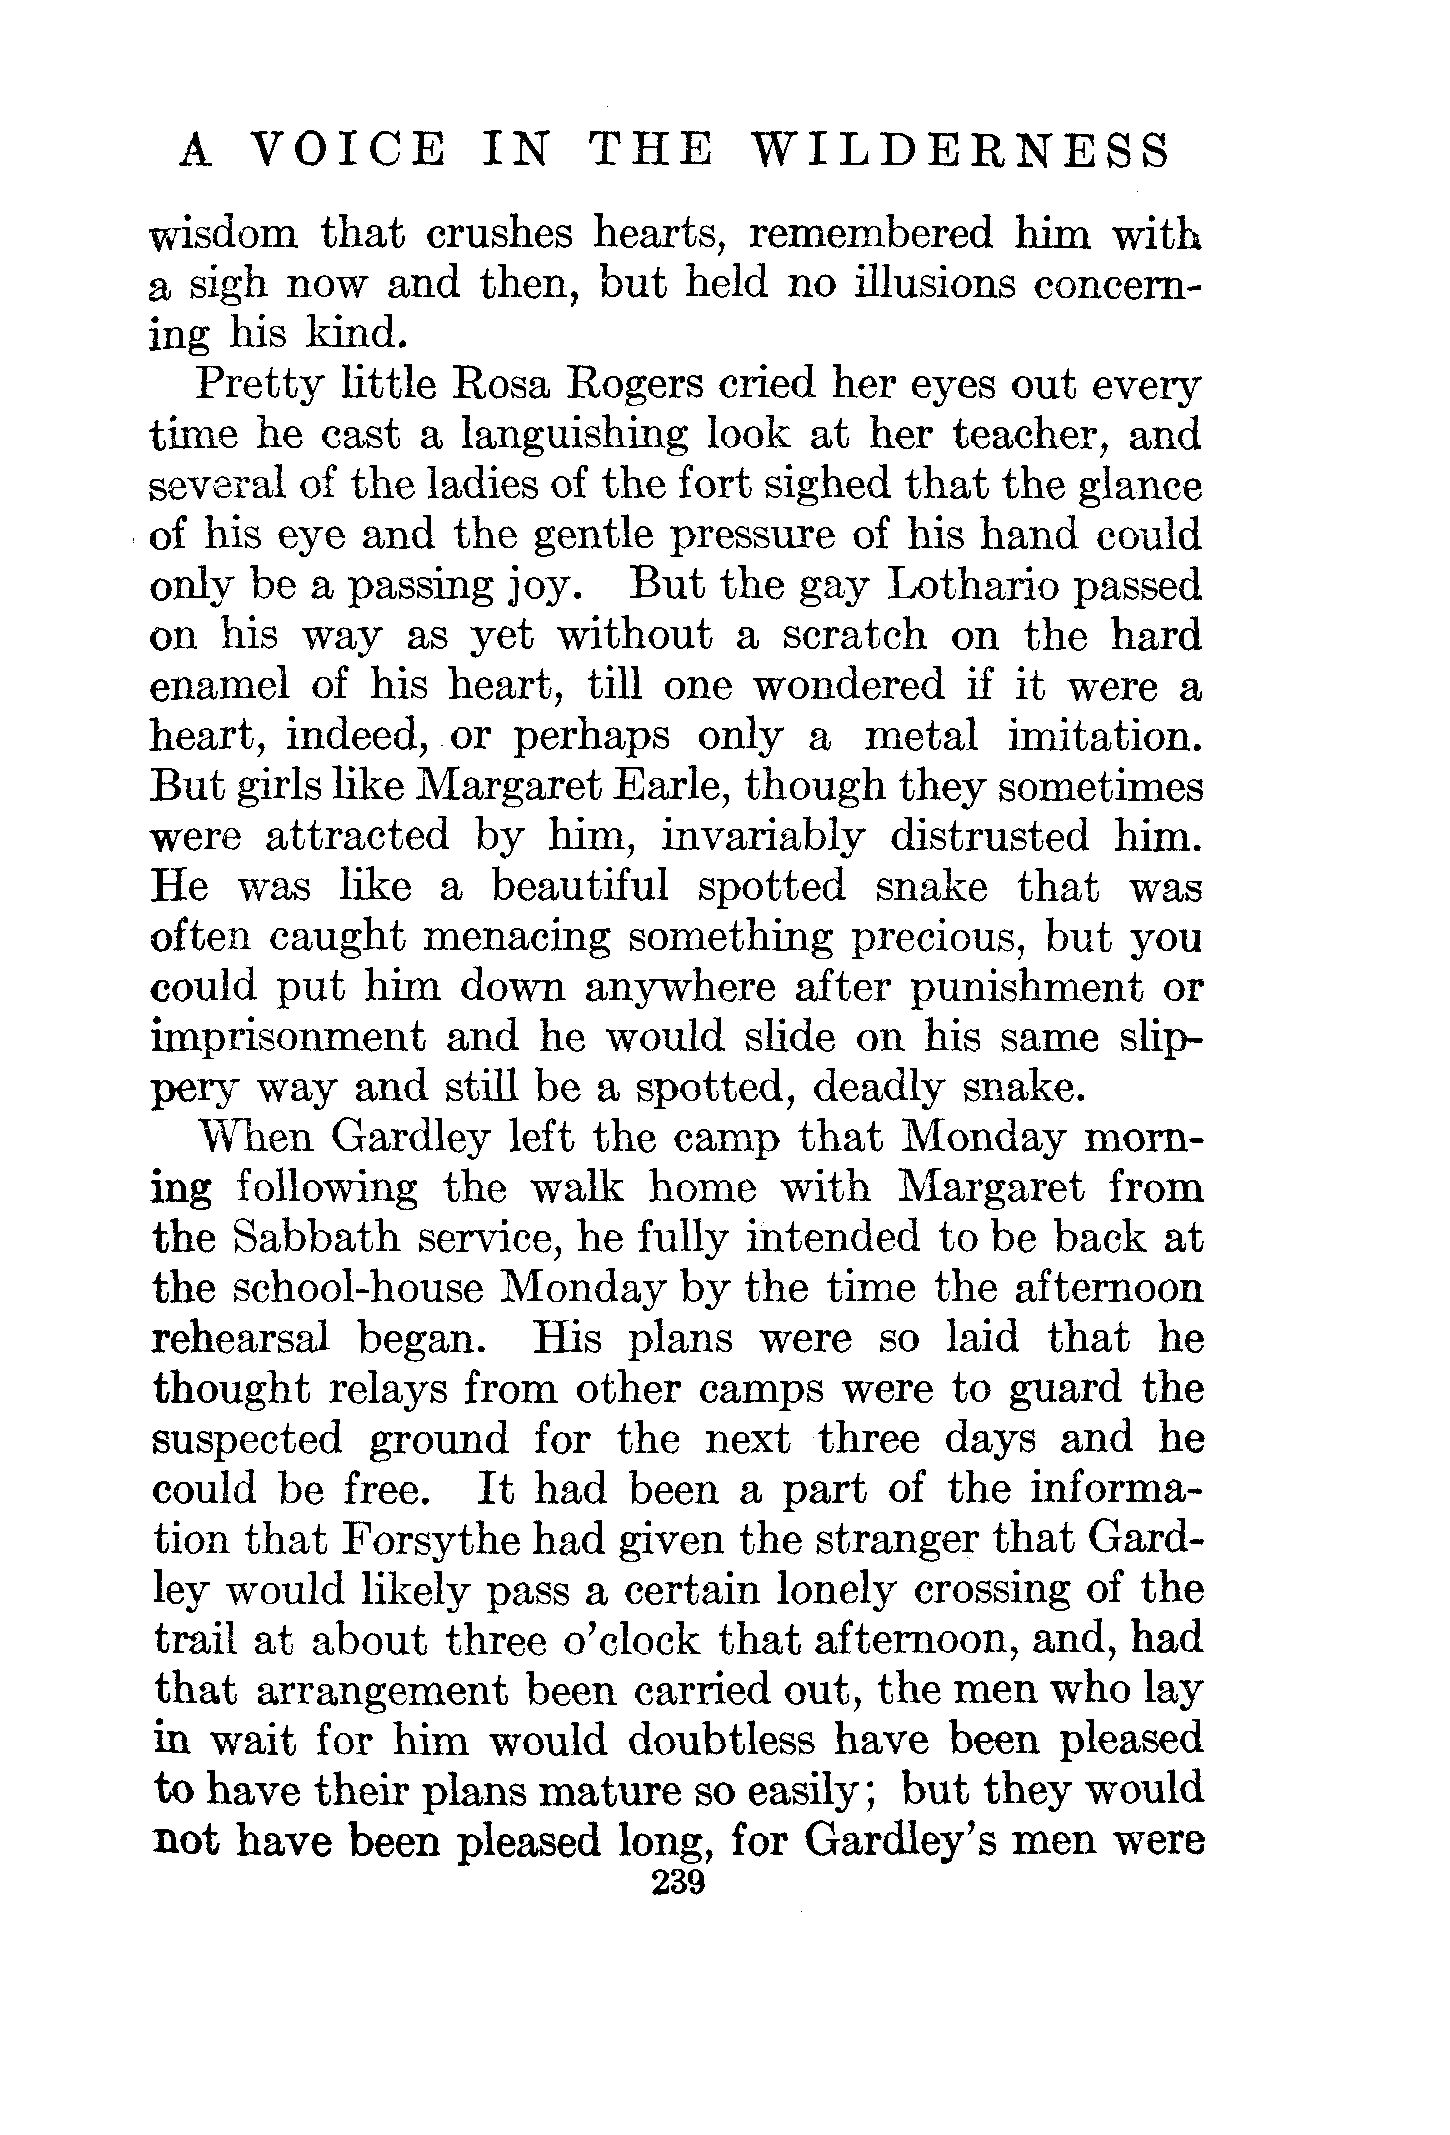 A VOICE IN THE WILDERNESS
wisdom that crushes hearts, remembered him with
a sigh now and then, but held no illusions concern-
ing his kind.
Pretty little Rosa Rogers cried her eyes out every
time he cast a languishing look at her teacher, and
several of the ladies of the fort sighed that the glance
of his eye and the gentle pressure of his hand could
only be a passing joy. But the gay Lothario passed
on his way as yet without a scratch on the hard
enamel of his heart, till one wondered if it were a
heart, indeed, or perhaps only a metal imitation.
But girls like Margaret Earle, though they sometimes
were attracted by him, invariably distrusted him.
He was like a beautiful spotted snake that was
often caught menacing something precious, but you
could put him down anywhere after punishment or
imprisonment and he would slide on his same slip-
pery way and still be a spotted, deadly snake.
When Gardley left the camp that Monday morn-
ing following the walk home with Margaret from
the Sabbath service, he fully intended to be back at
the school-house Monday by the time the afternoon
rehearsal began. His plans were so laid that he
thought relays from other camps were to guard the
suspected ground for the next three days and he
could be free. It had been a part of the informa-
tion that Forsythe had given the stranger that Gard-
ley would likely pass a certain lonely crossing of the
trail at about three o'clock that afternoon, and, had
that arrangement been carried out, the men who lay
in wait for him would doubtless have been pleased
to have their plans mature so easily; but they would
not have been pleased long, for Gardley's men were
239